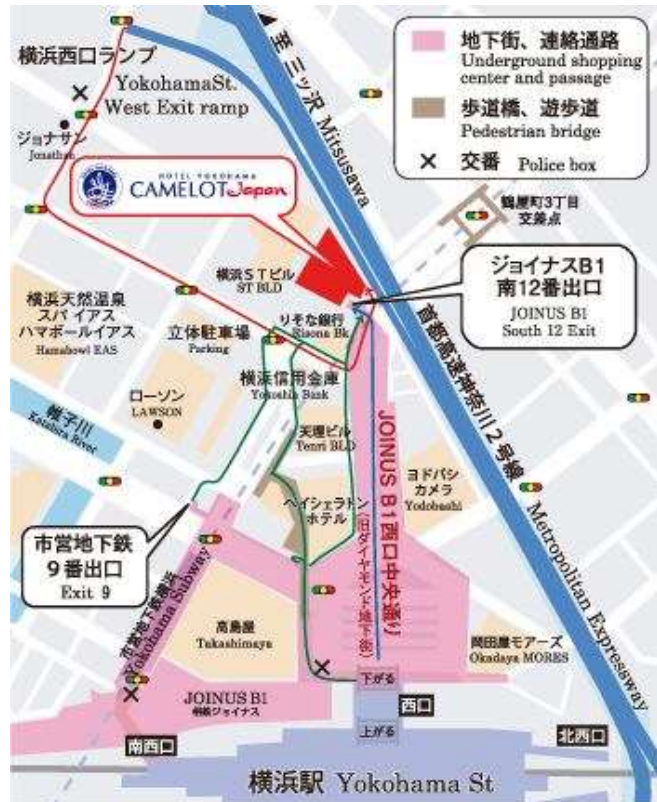 地下街、連絡通路
Underground shopping
center and passage
歩道橋、遊歩道
Pedestrian bridge
交番 Police box
至 三ッ沢 Mitsusawa
横浜西口ランプ
YokohamaSt.
West Exit ramp
ジョナサン
Jonathan
HOTEL YOKOHAMA
CAMELOT Japan
鶴屋町3丁目
交差点
横浜STビル
ST BLD
ジョイナスB1
南12番出口
JOINUS B1
South 12 Exit
横浜天然温泉
スパ イアス
ハマボールイアス
Hamabowl EAS
立体駐車場
Parking
りそな銀行
Risona Bk
首都高速神奈川2号線
Metropolitan Expressway
横浜信用金庫
Yokoshin Bank
ローソン
LAWSON
帷子川
Katabira River
天理ビル
Tenri BLD
JOINUS B1 西口中央通り
(旧ダイヤモンド地下街)
ヨドバシ
カメラ
Yodobashi
ベイシェラトン
ホテル
市営地下鉄
9番出口
Exit 9
市営地下鉄横浜
Yokohama Subway
高島屋
Takashimaya
岡田屋モアーズ
Okadaya MORES
JOINUS B1
相鉄ジョイナス
下がる
西口
上がる
南西口
北西口
横浜駅 Yokohama St